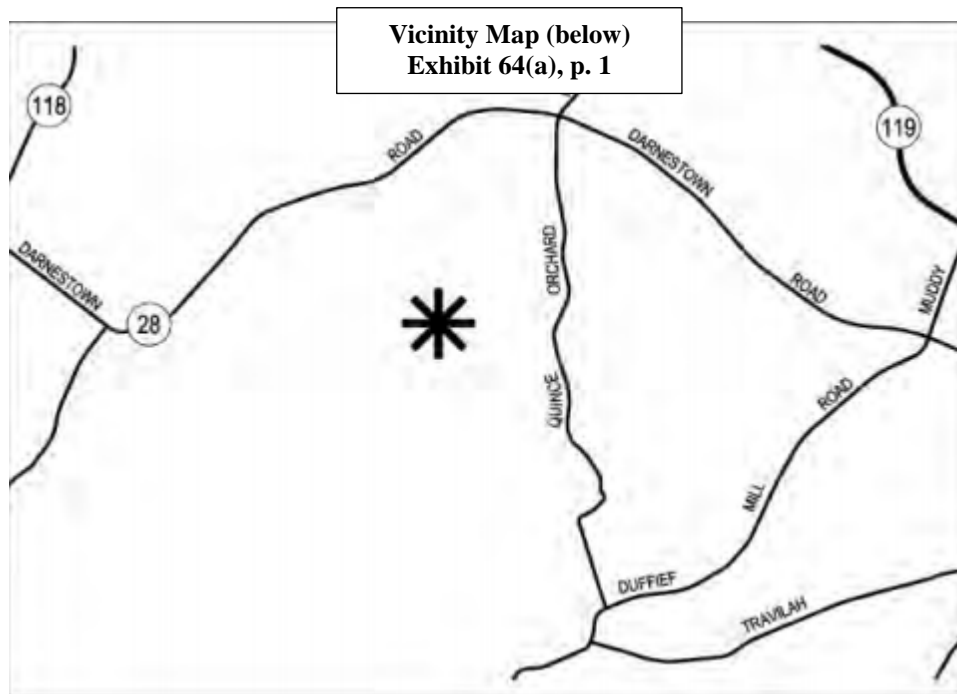 Vicinity Map (below)
Exhibit 64(a), p. 1
118
ROAD
DARNESTOWN
119
DARNESTOWN
28
ORCHARD
ROAD
MUDDY
QUINCE
ROAD
MILL
DUFFIEF
TRAVILAH